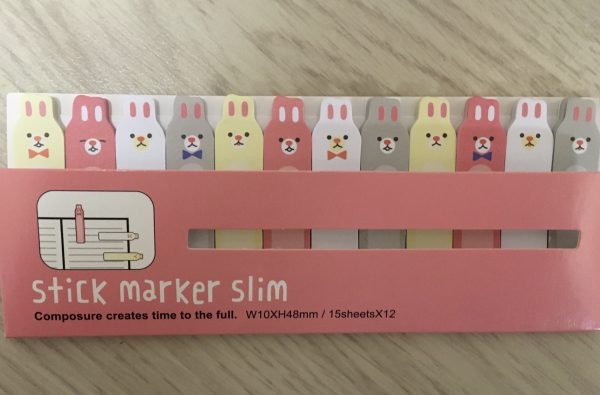 stick marker slim
Composure creates time to the full. W10XH48mm / 15sheetsX12